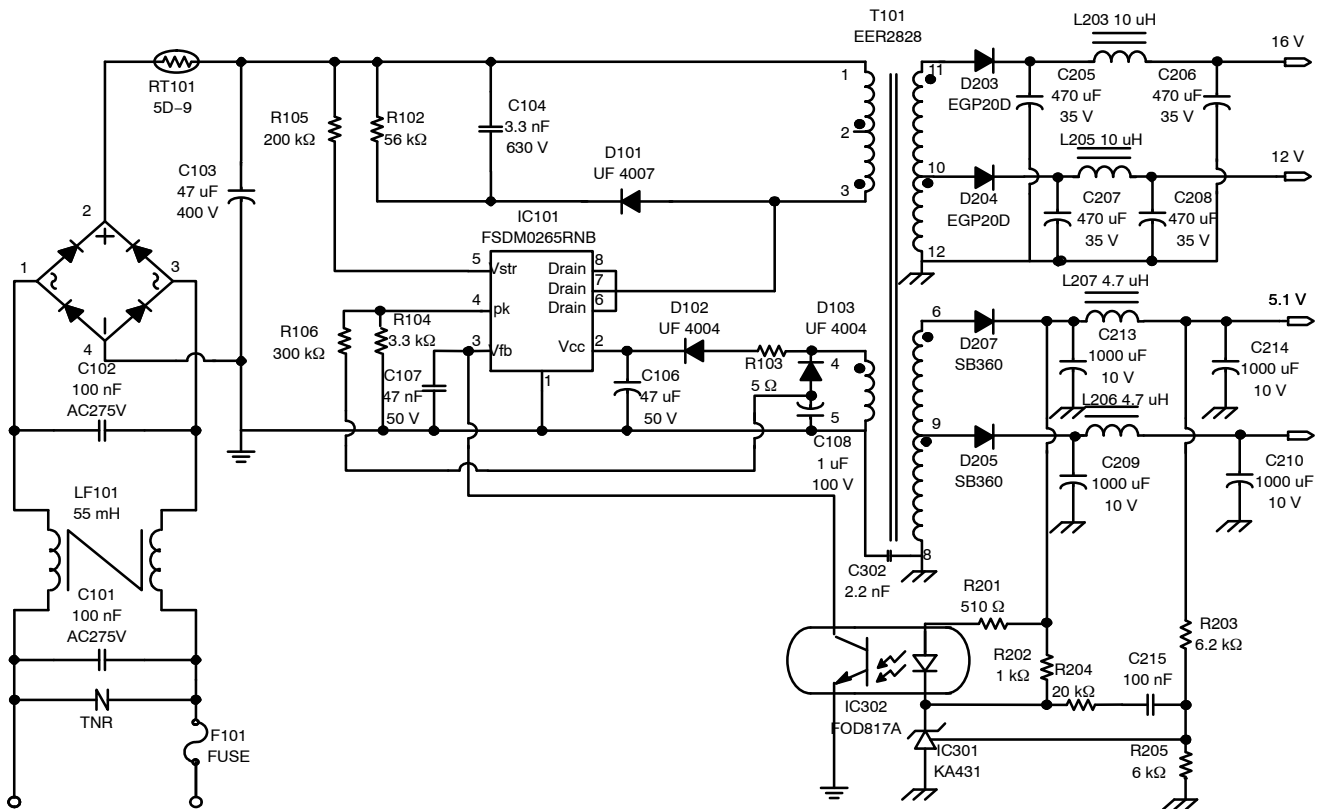 T101
EER2828
L203 10 uH
16 V
RT101
5D−9
1
11
D203
EGP20D
C205
470 uF
35 V
C206
470 uF
35 V
R105
200 kΩ
R102
56 kΩ
C104
3.3 nF
630 V
2
L205 10 uH
12 V
D101
UF 4007
C103
47 uF
400 V
3
10
D204
EGP20D
C207
470 uF
35 V
C208
470 uF
35 V
2
IC101
FSDM0265RNB
1
3
4
5
Vstr
Drain
8
Drain
7
Drain
6
12
L207 4.7 uH
4
pk
D102
UF 4004
D103
UF 4004
6
5.1 V
R106
300 kΩ
R104
3.3 kΩ
3
Vfb
Vcc
2
R103
5 Ω
4
D207
SB360
C213
1000 uF
10 V
C214
1000 uF
10 V
C102
100 nF
AC275V
C107
47 nF
50 V
1
C106
47 uF
50 V
5
L206 4.7 uH
9
C108
1 uF
100 V
D205
SB360
C209
1000 uF
10 V
C210
1000 uF
10 V
LF101
55 mH
C302
2.2 nF
8
R201
510 Ω
C101
100 nF
AC275V
R203
6.2 kΩ
R202
1 kΩ
R204
20 kΩ
C215
100 nF
TNR
IC302
FOD817A
F101
FUSE
IC301
KA431
R205
6 kΩ